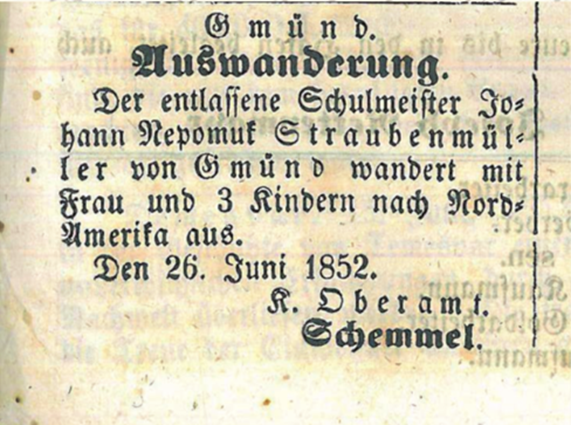 Gmünd.
Auswanderung.
Der entlassene Schulmeister Jo-
hann Nepomuk Straubenmül-
ler von Gmünd wandert mit
Frau und 3 Kindern nach Nord-
Amerika aus.
Den 26. Juni 1852.
K. Oberamt.
Schemmel.